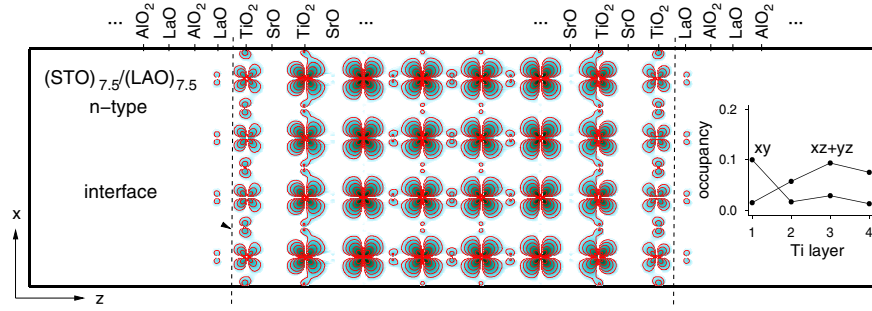 ... AlO2 LaO AlO2 LaO TiO2 SrO TiO2 SrO ... ... SrO TiO2 SrO TiO2 LaO AlO2 LaO AlO2 ...
(STO)7.5/(LAO)7.5
n−type
interface
x
z
0.2
0.1
0.0
occupancy
xy
xz+yz
1 2 3 4
Ti layer